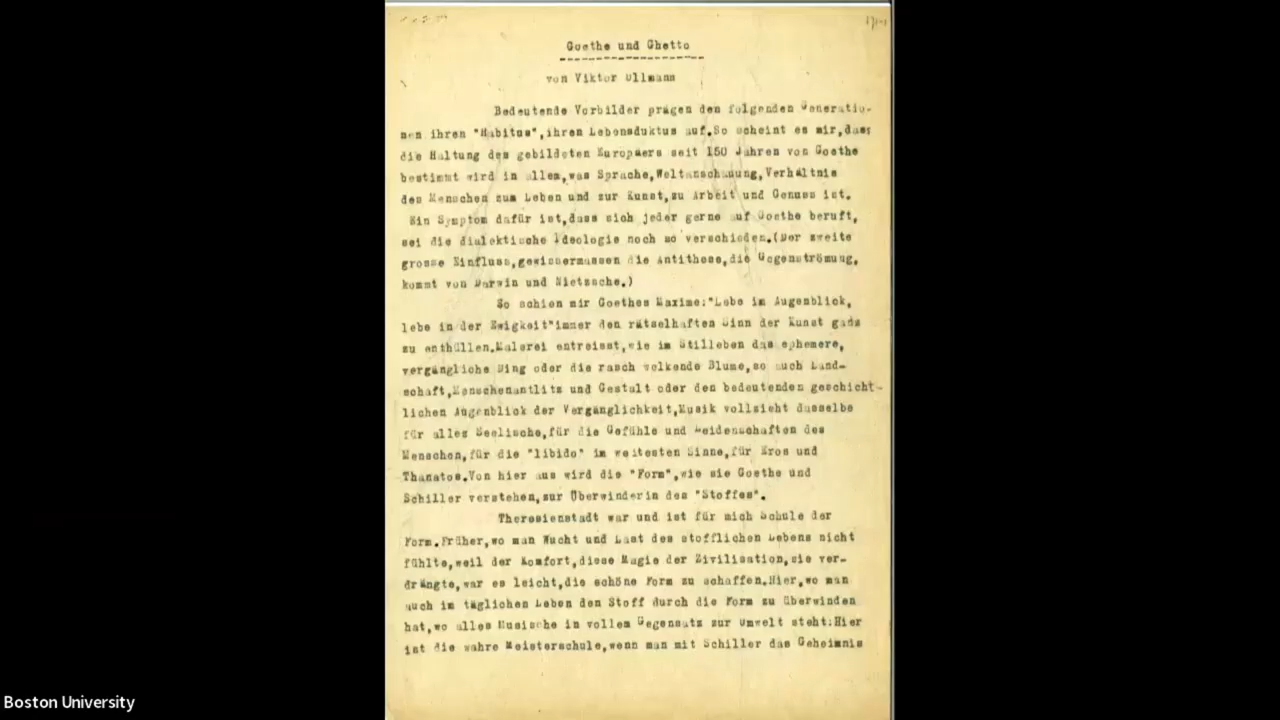 Goethe und Ghetto
von Viktor Ullmann
Bedeutende Vorbilder prägen den folgenden Generatio-
nen ihren "Habitus",ihren Lebensduktus auf.So scheint es mir,dass
die Haltung des gebildeten Europäers seit 150 Jahren von Goethe
bestimmt wird in allem,was Sprache,Weltanschauung,Verhältnis
des Menschen zum Leben und zur Kunst,zu Arbeit und Genuss ist.
Ein Symptom dafür ist,dass sich jeder gerne auf Goethe beruft,
sei die dialektische Ideologie noch so verschieden.(Der zweite
grosse Einfluss,gewissermassen die Antithese,die Gegenströmung,
kommt von Darwin und Nietzsche.)
So schien mir Goethes Maxime:"Lebe im Augenblick,
lebe in der Ewigkeit"immer den rätselhaften Sinn der Kunst ganz
zu enthüllen.Malerei entreisst,wie im Stilleben das ephemere,
vergängliche Ding oder die rasch welkende Blume,so auch Land-
schaft,Menschenantlitz und Gestalt oder den bedeutenden geschicht-
lichen Augenblick der Vergänglichkeit,Musik vollzieht dasselbe
für alles Seelische,für die Gefühle und Leidenschaften des
Menschen,für die "libido" im weitesten Sinne,für Eros und
Thanatos.Von hier aus wird die "Form",wie sie Goethe und
Schiller verstehen,zur Überwinderin des "Stoffes".
Theresienstadt war und ist für mich Schule der
Form.Früher,wo man Wucht und Last des stofflichen Lebens nicht
fühlte,weil der Komfort,diese Magie der Zivilisation,sie ver-
drängte,war es leicht,die schöne Form zu schaffen.Hier,wo man
auch im täglichen Leben den Stoff durch die Form zu überwinden
hat,wo alles Musische in vollem Gegensatz zur Umwelt steht:Hier
ist die wahre Meisterschule,wenn man mit Schiller das Geheimnis
Boston University